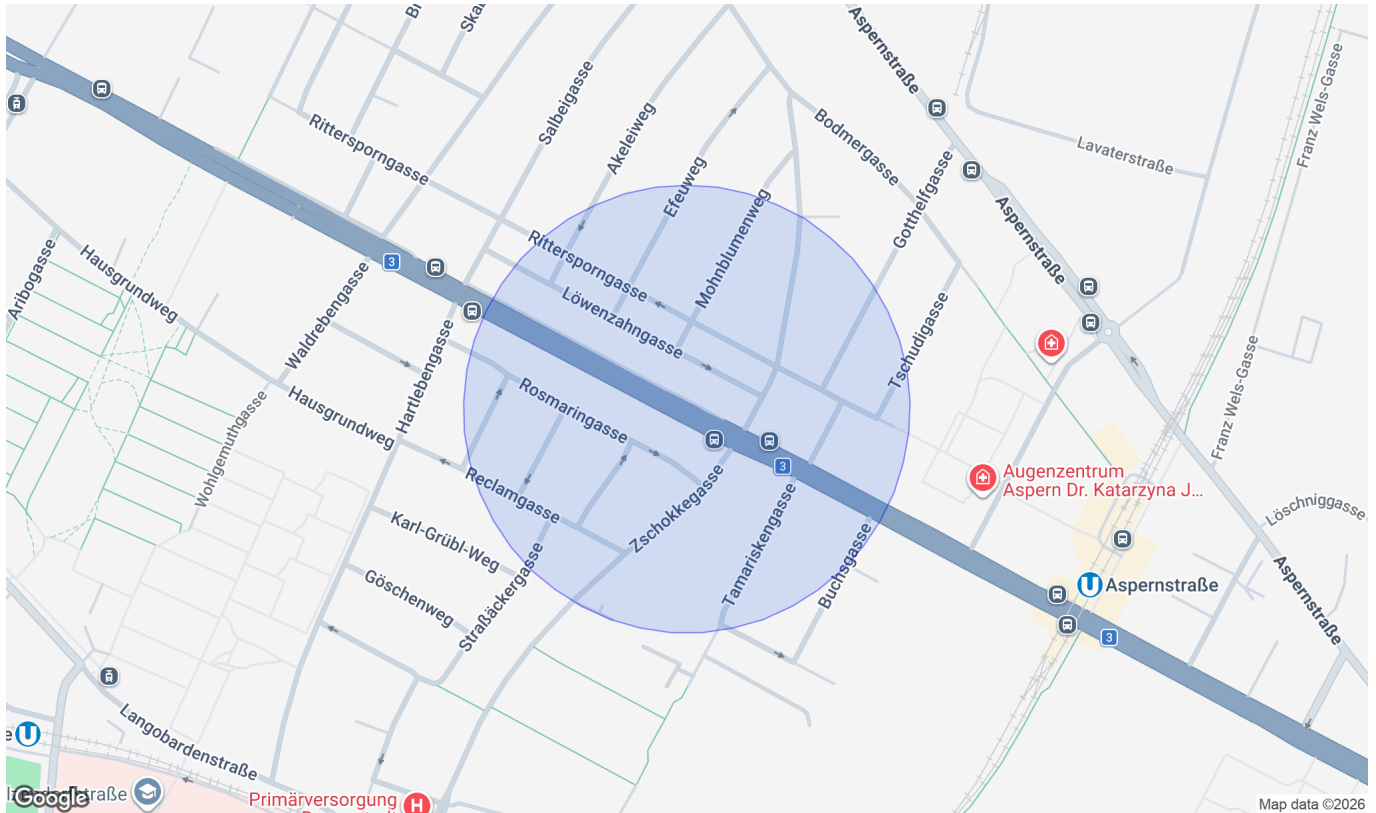 Aspernstraße
Salbeigasse
Akeleiweg
Rittersporngasse
Bodmergasse
Lavaterstraße
Franz Wels-Gasse
Efeuweg
Mohnblumenweg
Gotthelfgasse
Aspernstraße
Aribogasse
Hausgrundweg
3
Waldrebengasse
Rittersporngasse
Löwenzahngasse
Tschudigasse
Hartlebengasse
Rosmaringasse
Hausgrundweg
Wohlgemuthgasse
Franz Wels-Gasse
3
Augenzentrum
Aspern Dr. Katarzyna J...
Reclamgasse
Zschokkegasse
Tamariskengasse
Löschniggasse
Karl-Grübl-Weg
Buchsgasse
Göschenweg
Straßäckergasse
U
Aspernstraße
Aspernstraße
3
Langobardenstraße
U
Primärversorgung
H
Google
Map data ©2026